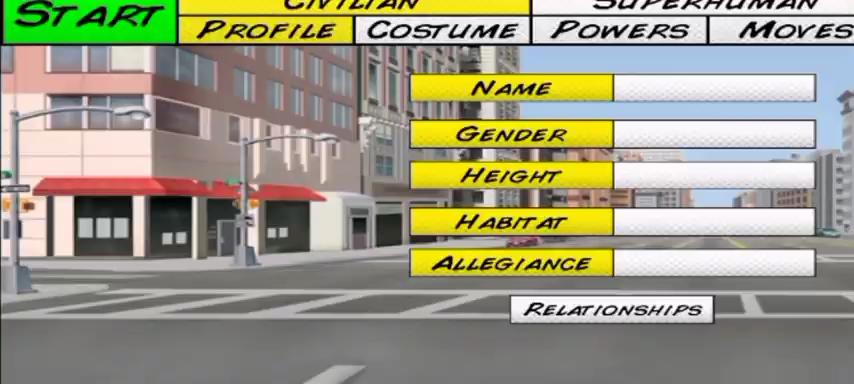 START
CIVILIAN
SUPERHUMAN
PROFILE
COSTUME
POWERS
MOVES
NAME
GENDER
HEIGHT
HABITAT
ALLEGIANCE
RELATIONSHIPS